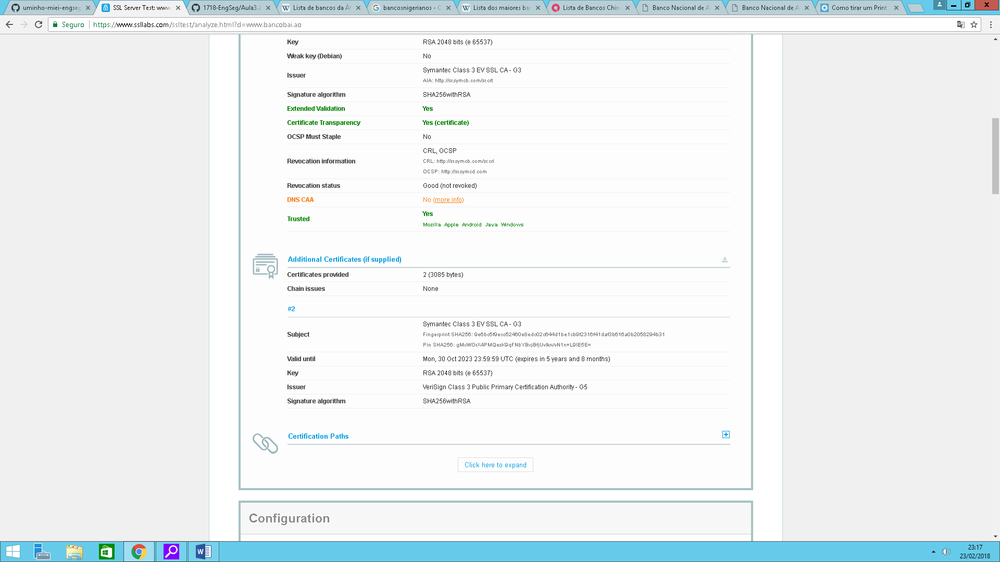 uminho-miei-engseg
SSL Server Test: www
1718-EngSeg/Aula3.2
Lista de bancos da Áf
bancosnigerianos - C
Lista dos maiores ba
Lista de Bancos Chin
Banco Nacional de A
Banco Nacional de A
Como tirar um Print
Seguro
https://www.ssllabs.com/ssltest/analyze.html?d=www.bancobai.ao
Key RSA 2048 bits (e 65537)
Weak key (Debian) No
Issuer Symantec Class 3 EV SSL CA - G3
AIA: http://sr.symcb.com/sr.crt
Signature algorithm SHA256withRSA
Extended Validation Yes
Certificate Transparency Yes (certificate)
OCSP Must Staple No
Revocation information CRL, OCSP
CRL: http://sr.symcb.com/sr.crl
OCSP: http://sr.symcd.com
Revocation status Good (not revoked)
DNS CAA No (more info)
Trusted Yes
Mozilla Apple Android Java Windows
Additional Certificates (if supplied)
Certificates provided 2 (3085 bytes)
Chain issues None
#2
Subject Symantec Class 3 EV SSL CA - G3
Fingerprint SHA256: 9e6bc5f9ecc52460e8edc02c644d1be1cb9f2316f41daf3b616a0b2058294b31
Pin SHA256: gMxWOrX4PMQesK9qFNbYBxjBfjUvlkn/vN1n+L9lE5E=
Valid until Mon, 30 Oct 2023 23:59:59 UTC (expires in 5 years and 8 months)
Key RSA 2048 bits (e 65537)
Issuer VeriSign Class 3 Public Primary Certification Authority - G5
Signature algorithm SHA256withRSA
Certification Paths
Click here to expand
Configuration
23:17
23/02/2018